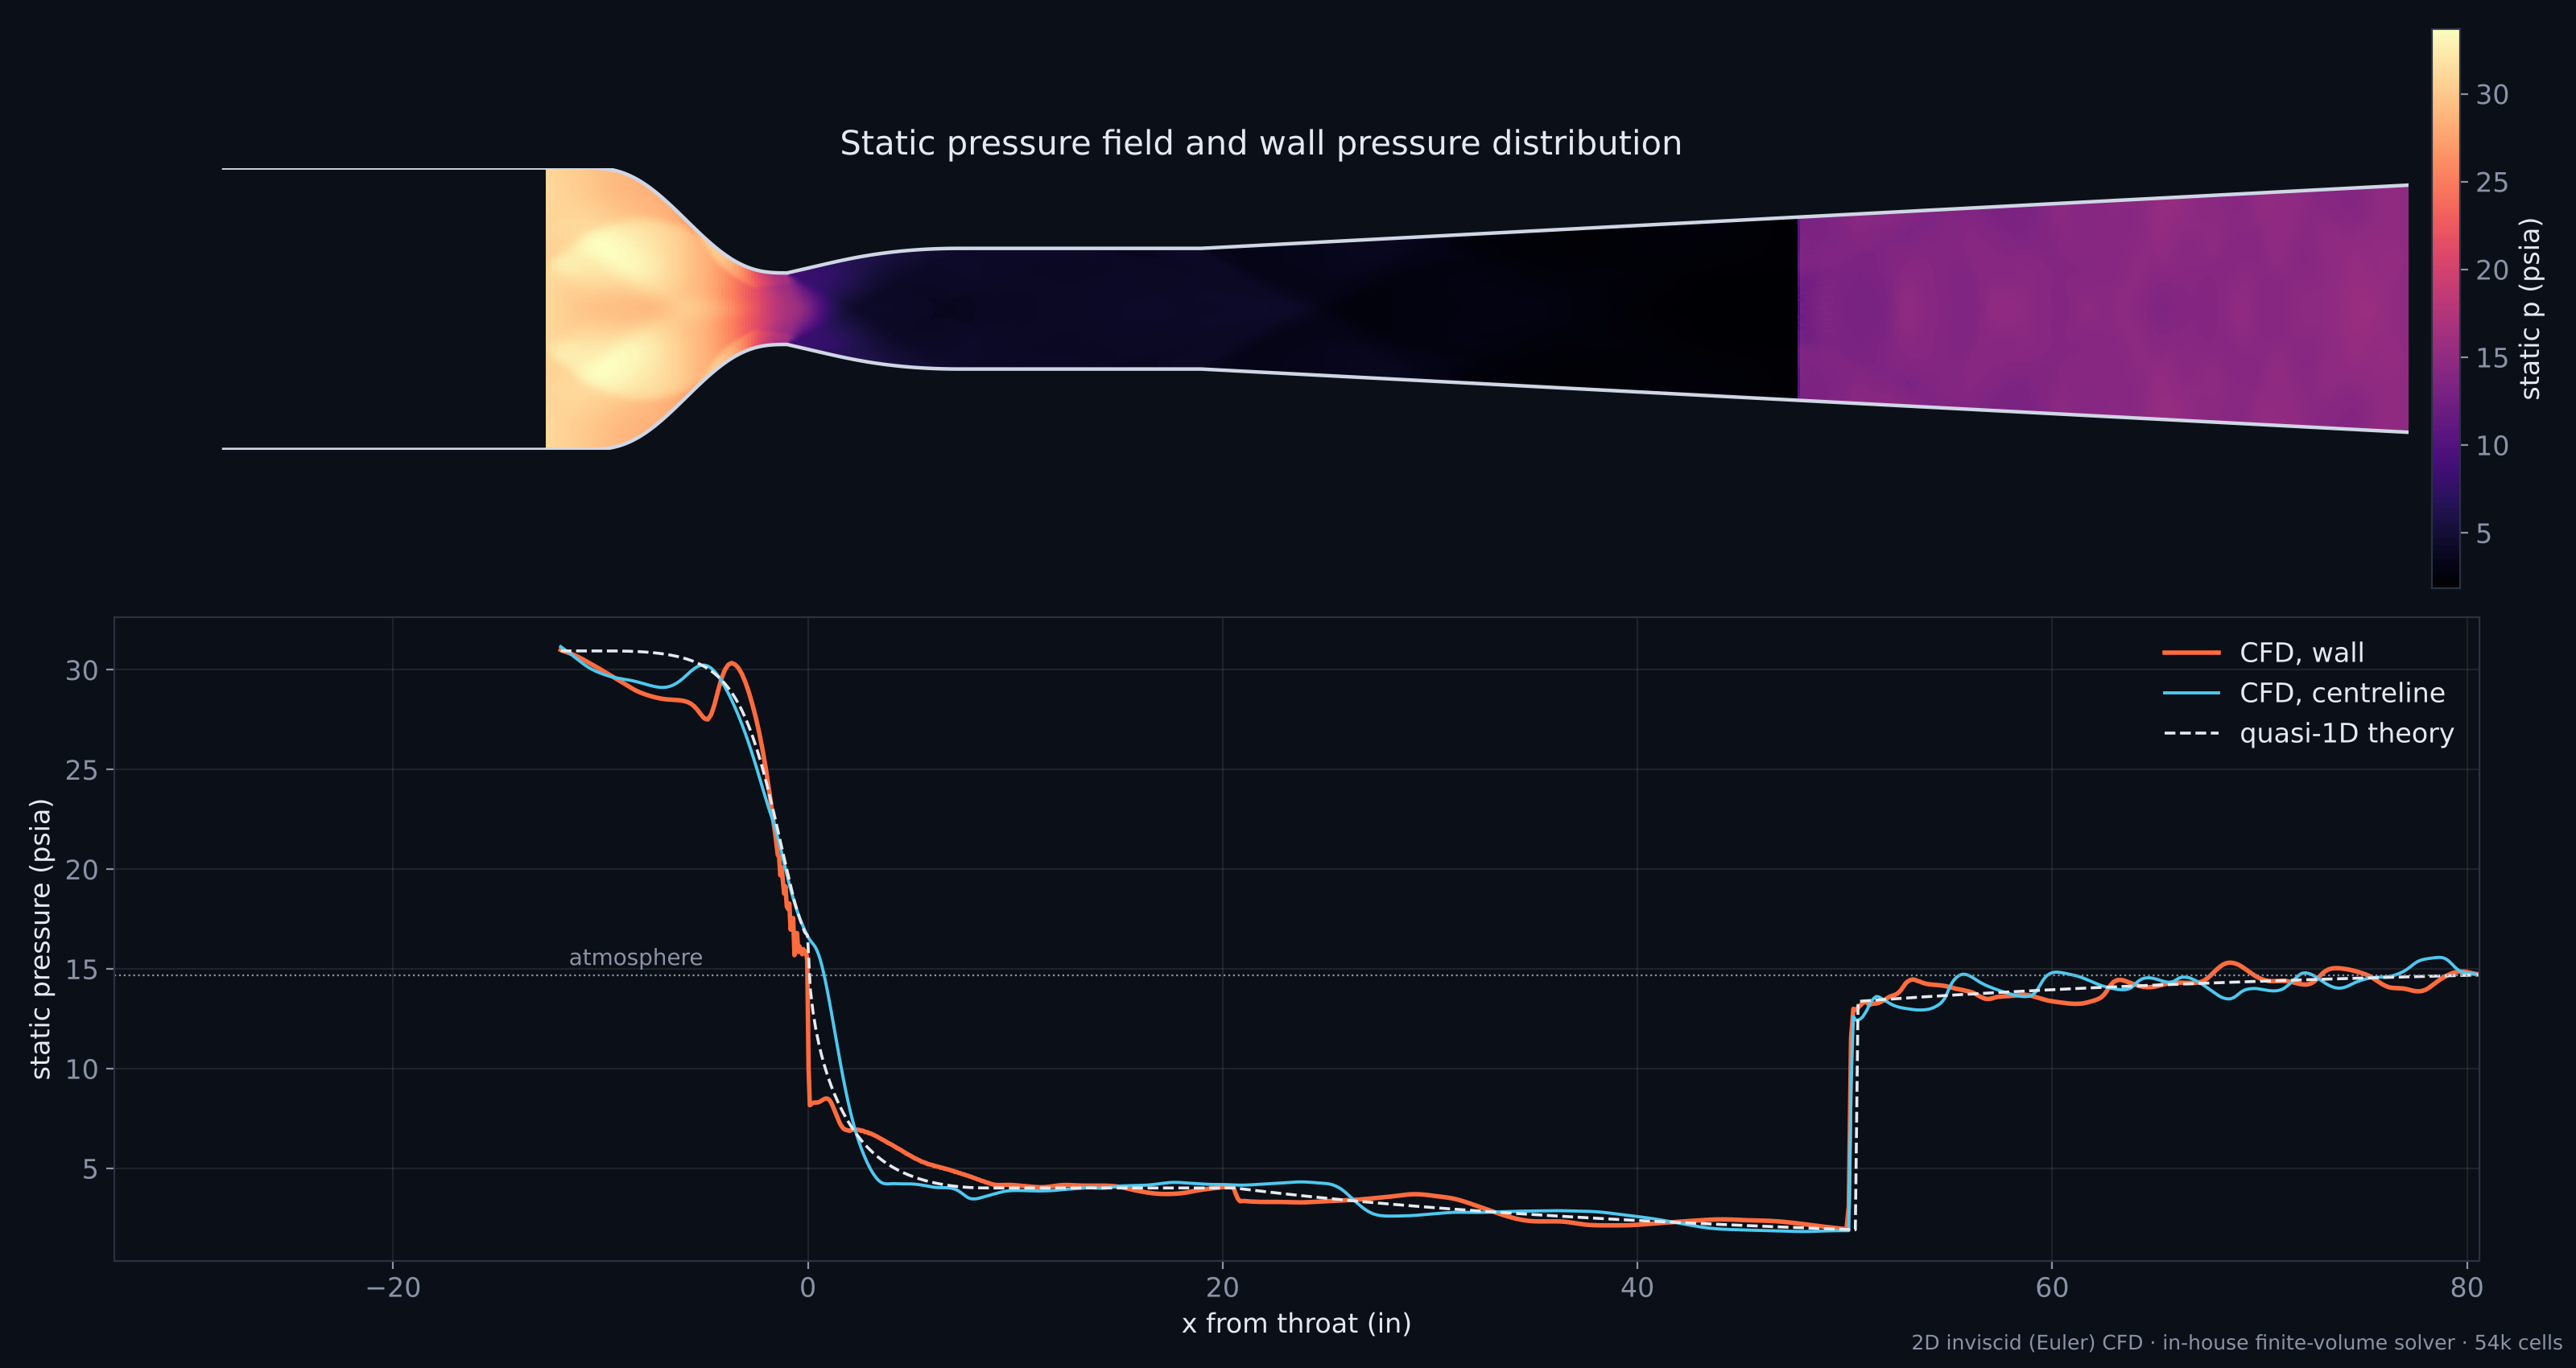 Static pressure field and wall pressure distribution
30
25
20
15
10
5
static p (psia)
30
25
20
15
10
5
static pressure (psia)
atmosphere
CFD, wall
CFD, centreline
quasi-1D theory
−20
0
20
40
60
80
x from throat (in)
2D inviscid (Euler) CFD · in-house finite-volume solver · 54k cells